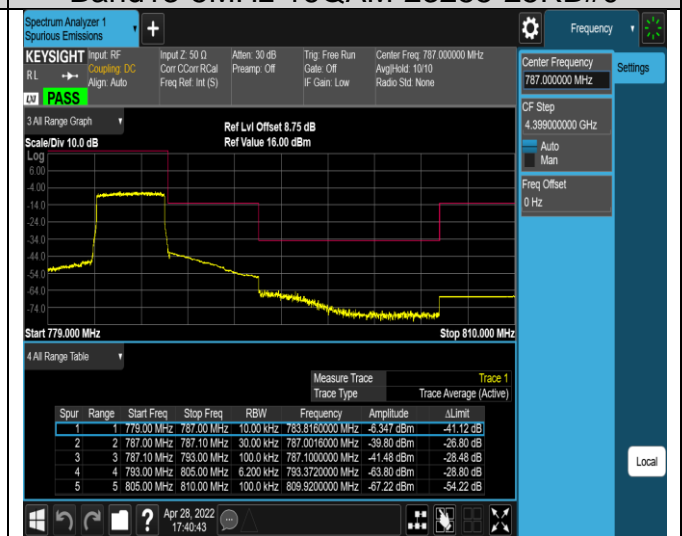 Band13-5MHz-16QAM-23255-25RB#0
Spectrum Analyzer 1
Spurious Emissions
+
Frequency
KEYSIGHT
Input: RF
Input Z: 50 Ω
Atten: 30 dB
Trig: Free Run
Center Freq: 787.000000 MHz
R L
Coupling: DC
Corr CCorr RCal
Preamp: Off
Gate: Off
Avg|Hold: 10/10
Align: Auto
Freq Ref: Int (S)
IF Gain: Low
Radio Std: None
LXI
PASS
Center Frequency
787.000000 MHz
Settings
CF Step
4.399000000 GHz
Auto
Man
Freq Offset
0 Hz
3 All Range Graph
Ref Lvl Offset 8.75 dB
Scale/Div 10.0 dB
Ref Value 16.00 dBm
Log
6.00
-4.00
-14.0
-24.0
-34.0
-44.0
-54.0
-64.0
-74.0
Start 779.000 MHz
Stop 810.000 MHz
4 All Range Table
Measure Trace
Trace 1
Trace Type
Trace Average (Active)
Spur Range Start Freq Stop Freq RBW Frequency Amplitude ΔLimit
1 1 779.00 MHz 787.00 MHz 10.00 kHz 783.8160000 MHz -6.347 dBm -41.12 dB
2 2 787.00 MHz 787.10 MHz 30.00 kHz 787.0016000 MHz -39.80 dBm -26.80 dB
3 3 787.10 MHz 793.00 MHz 100.0 kHz 787.1000000 MHz -41.48 dBm -28.48 dB
4 4 793.00 MHz 805.00 MHz 6.200 kHz 793.3720000 MHz -63.80 dBm -28.80 dB
5 5 805.00 MHz 810.00 MHz 100.0 kHz 809.9200000 MHz -67.22 dBm -54.22 dB
Local
?
Apr 28, 2022
17:40:43